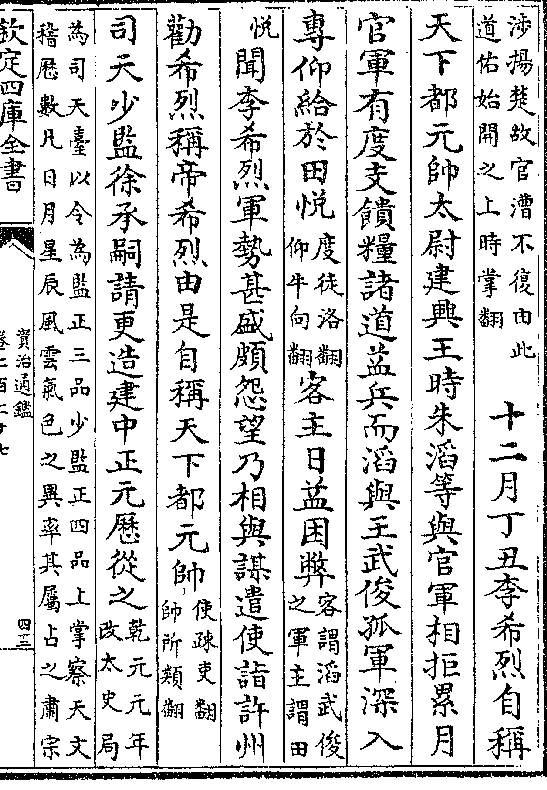 涉揚楚故官漕不復由此
道佑始開之上時掌翻
十二月丁丑李希烈自稱
天下都元帥太尉建興王時朱滔等與官軍相拒累月
官軍有度支饋糧諸道益兵而滔與王武俊孤軍深入
專仰給於田悅
度徒洛翻
仰牛向翻
客主日益困弊
客謂滔武俊
之軍主謂田
悅
聞李希烈軍勢甚盛頗怨望乃相與謀遣使詣許州
勸希烈稱帝希烈由是自稱天下都元帥
使疎吏翻
帥所類翻
司天少監徐承嗣請更造建中正元歷從之
乾元元年
改太史局
為司天臺以令為監正三品少監正四品上掌察天文
稽歷數凡日月星辰風雲氣色之異率其屬占之肅宗
欽定四庫全書
資治通鑑
卷二百二十七
四三